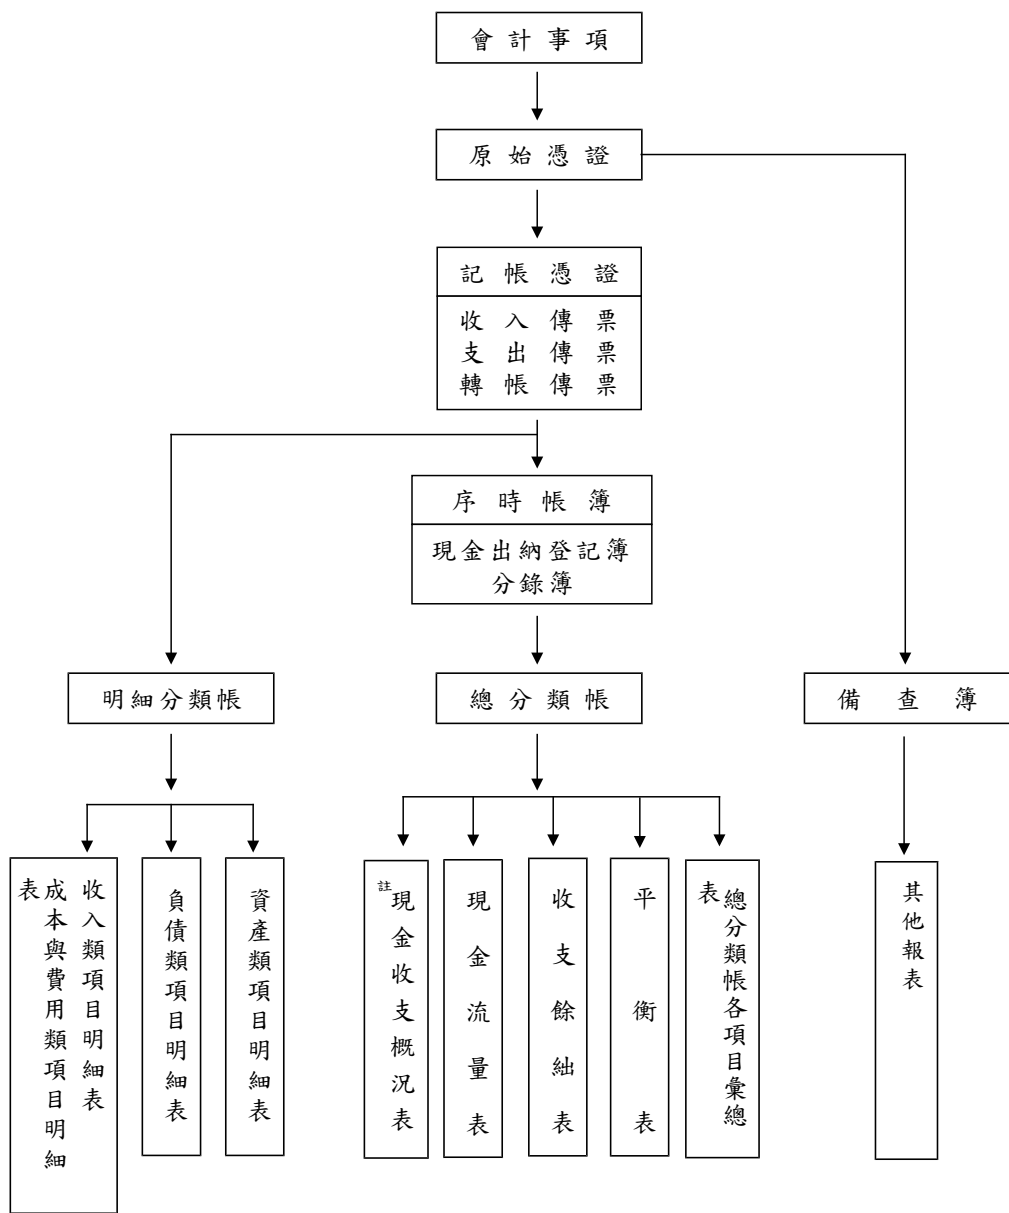 會計事項
原始憑證
記帳憑證
收入傳票
支出傳票
轉帳傳票
序時帳簿
現金出納登記簿
分錄簿
明細分類帳
總分類帳
備查簿
收入類項目明細表
成本與費用類項目明細
表
負債類項目明細表
資產類項目明細表
註現金收支概況表
現金流量表
收支餘絀表
平衡表
總分類帳各項目彙總
表
其他報表